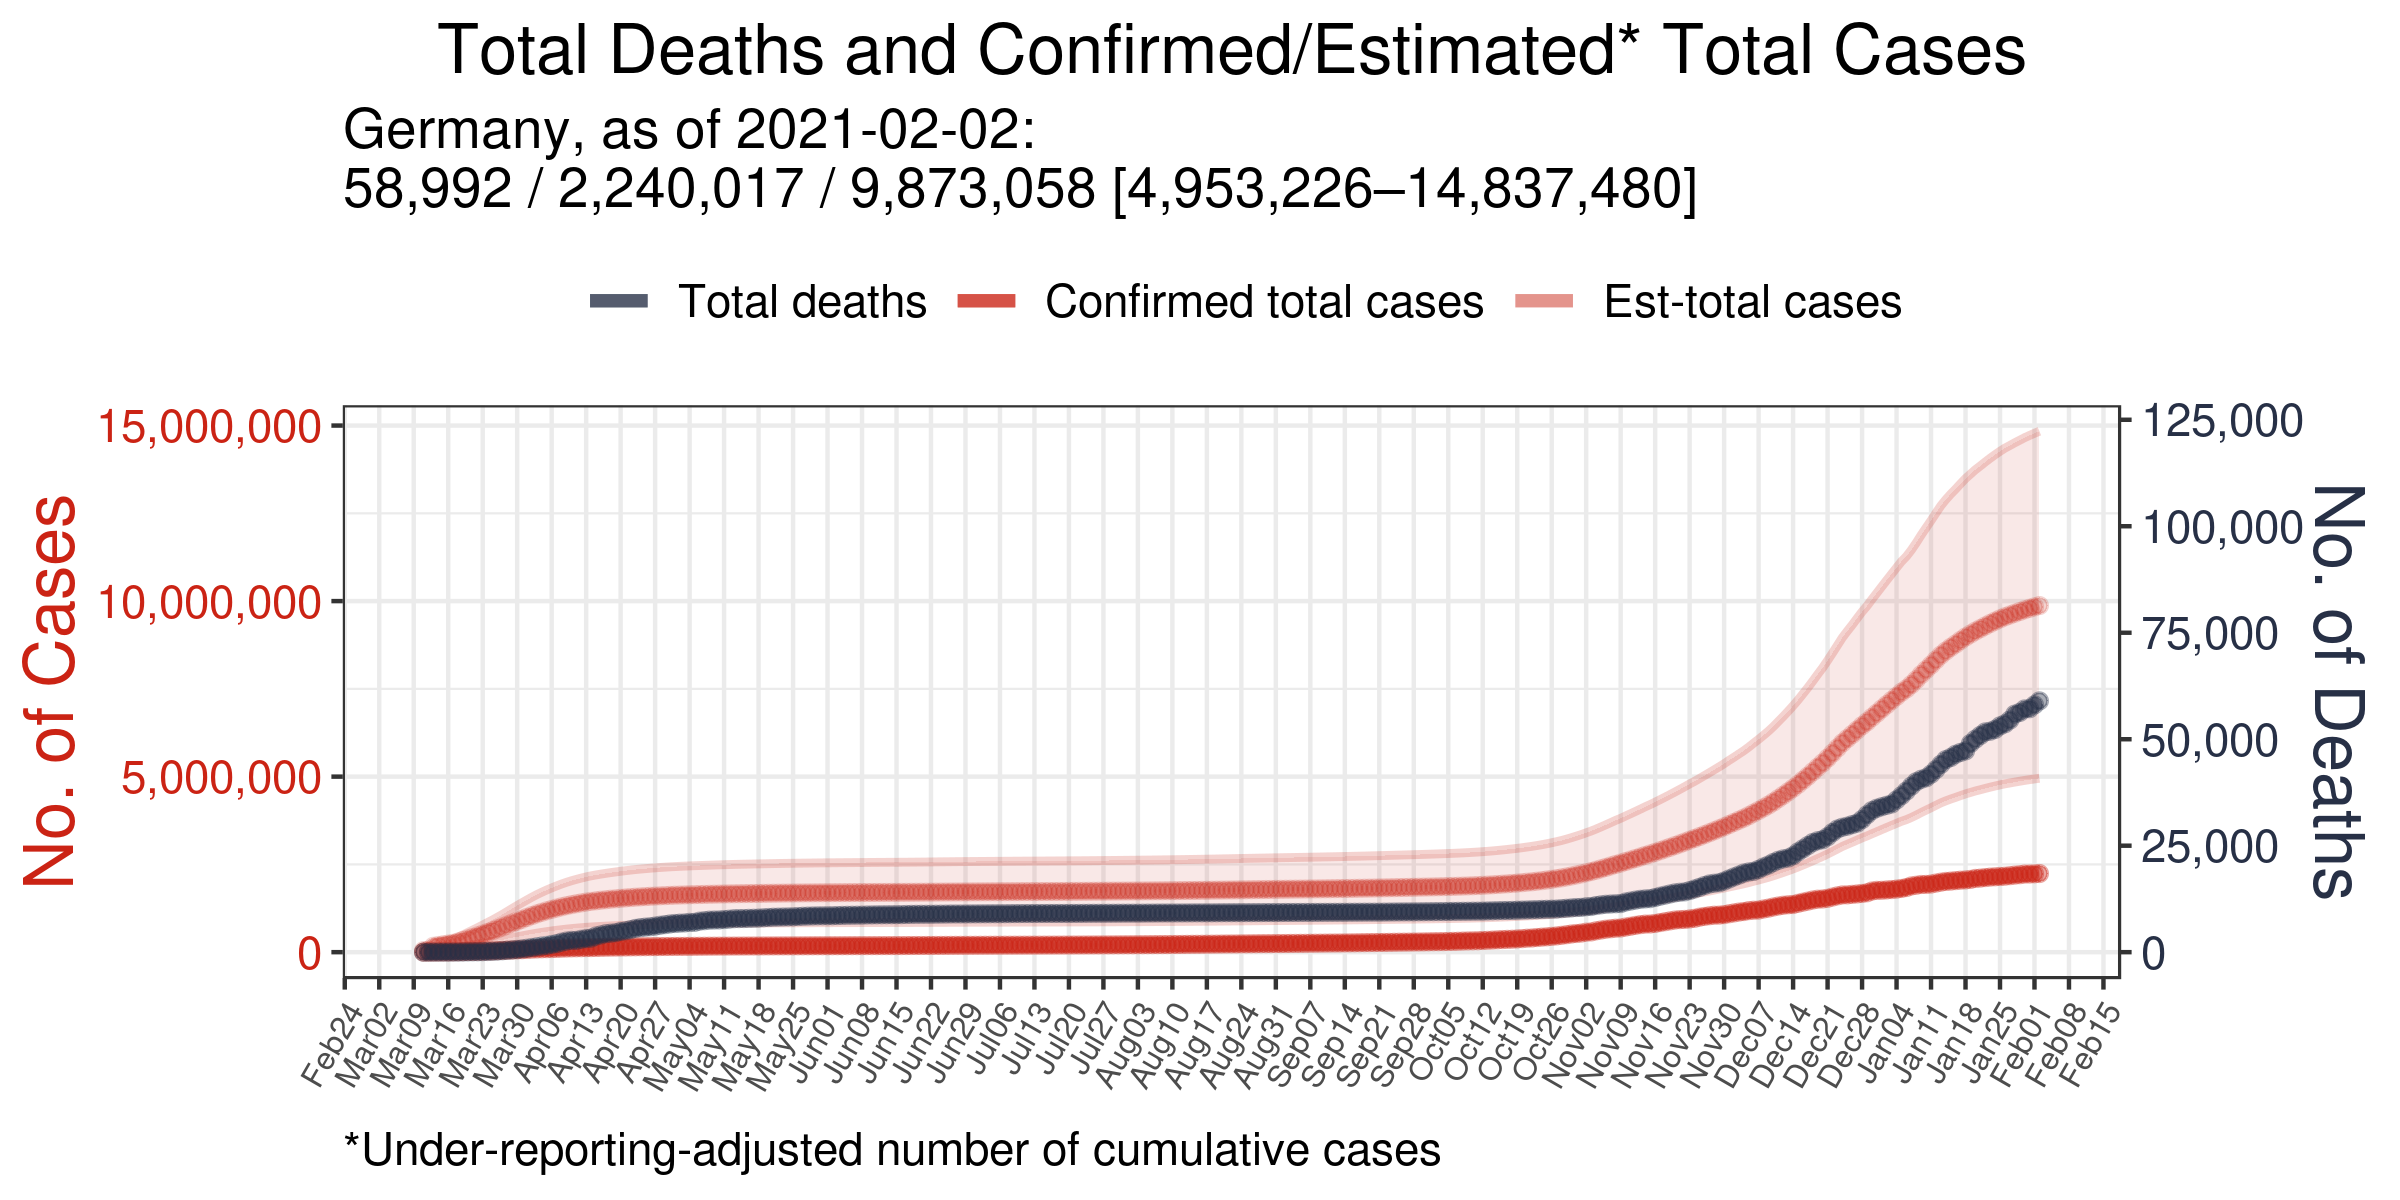 Total Deaths and Confirmed/Estimated* Total Cases
Germany, as of 2021-02-02:
58,992 / 2,240,017 / 9,873,058 [4,953,226–14,837,480]
Total deaths
Confirmed total cases
Est-total cases
No. of Cases
15,000,000
10,000,000
5,000,000
0
125,000
100,000
75,000
50,000
25,000
0
No. of Deaths
Feb24
Mar02
Mar09
Mar16
Mar23
Mar30
Apr06
Apr13
Apr20
Apr27
May04
May11
May18
May25
Jun01
Jun08
Jun15
Jun22
Jun29
Jul06
Jul13
Jul20
Jul27
Aug03
Aug10
Aug17
Aug24
Aug31
Sep07
Sep14
Sep21
Sep28
Oct05
Oct12
Oct19
Oct26
Nov02
Nov09
Nov16
Nov23
Nov30
Dec07
Dec14
Dec21
Dec28
Jan04
Jan11
Jan18
Jan25
Feb01
Feb08
Feb15
*Under-reporting-adjusted number of cumulative cases